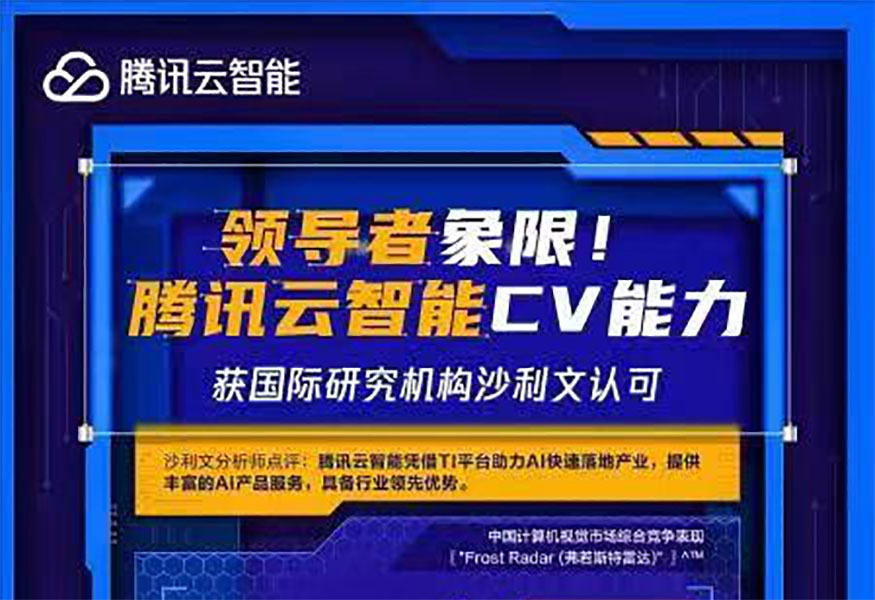 腾讯云智能
领导者象限！
腾讯云智能CV能力
获国际研究机构沙利文认可
沙利文分析师点评：腾讯云智能凭借TI平台助力AI快速落地产业，提供
丰富的AI产品服务，具备行业领先优势。
中国计算机视觉市场综合竞争表现
["Frost Radar (弗若斯特雷达)"]^™